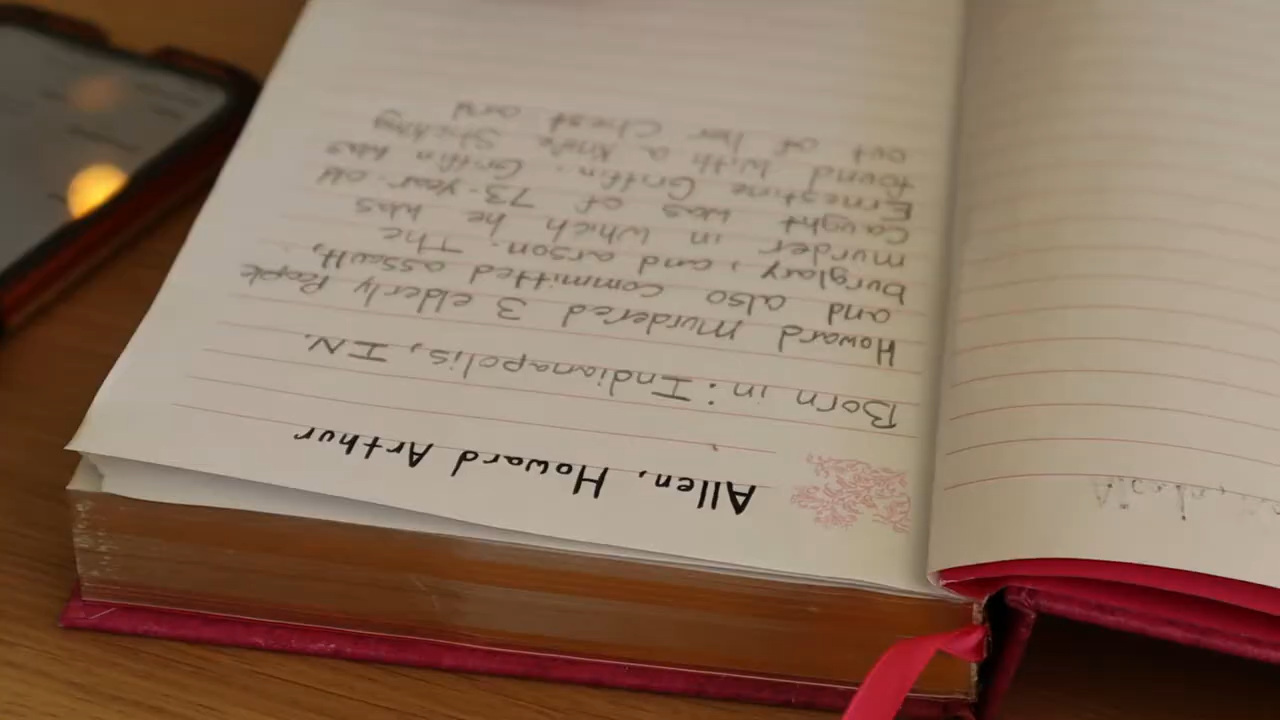 Allen, Howard Arthur
Born in: Indianapolis, IN.
Howard murdered 3 elderly People
and also committed assault,
burglary, and arson. The
murder in which he was
Caught was of 73-year-old
Ernestine Griffin. Griffin was
found with a knife Sticking
out of her Chest and